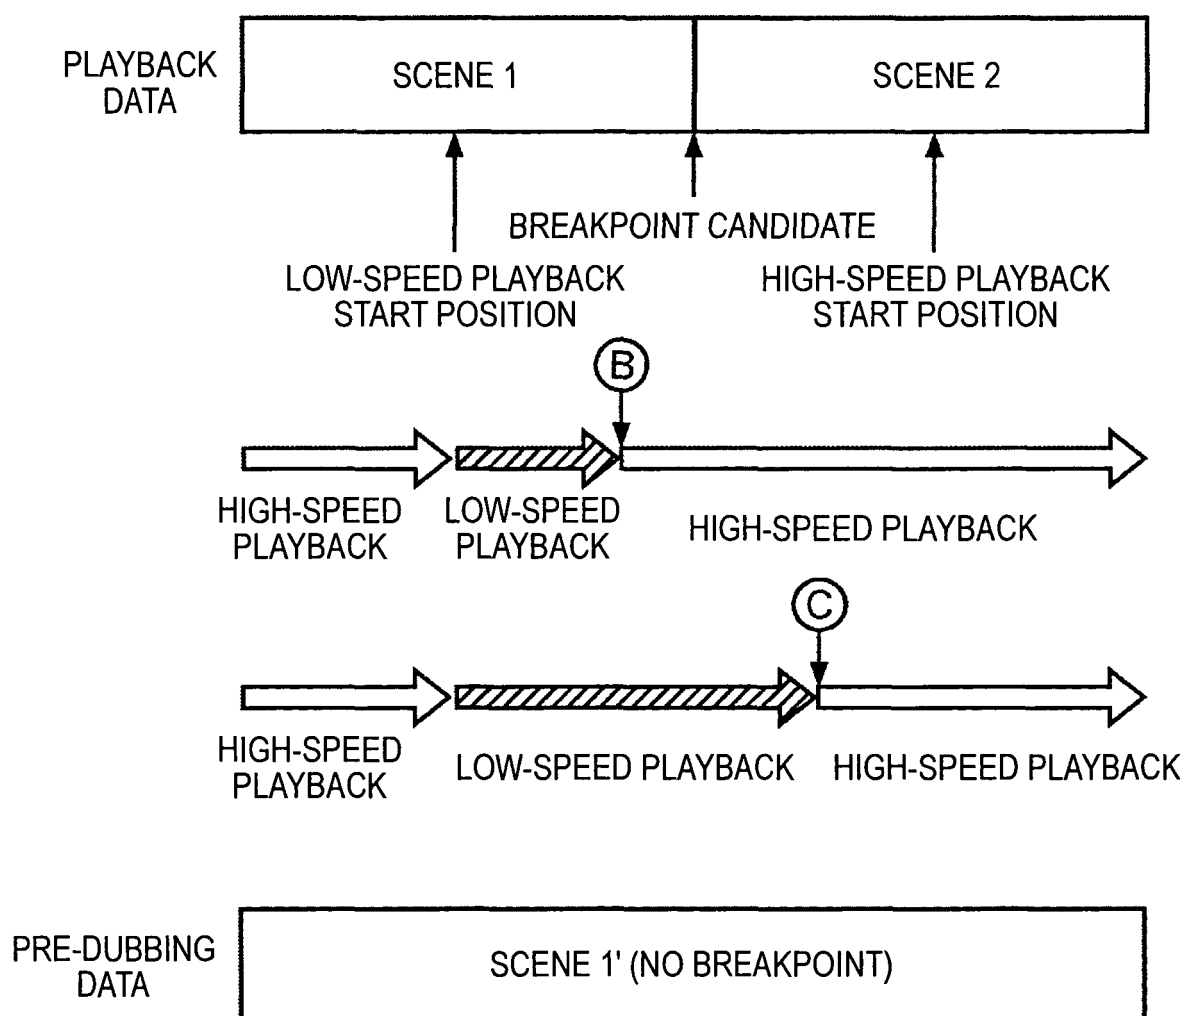 PLAYBACK
DATA
SCENE 1
SCENE 2
BREAKPOINT CANDIDATE
LOW-SPEED PLAYBACK
START POSITION
HIGH-SPEED PLAYBACK
START POSITION
B
HIGH-SPEED
PLAYBACK
LOW-SPEED
PLAYBACK
HIGH-SPEED PLAYBACK
C
HIGH-SPEED
PLAYBACK
LOW-SPEED PLAYBACK
HIGH-SPEED PLAYBACK
PRE-DUBBING
DATA
SCENE 1' (NO BREAKPOINT)